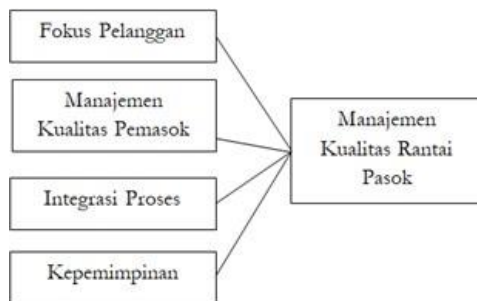 Fokus Pelanggan
Manajemen
Kualitas Pemasok
Integrasi Proses
Kepemimpinan
Manajemen
Kualitas Rantai
Pasok